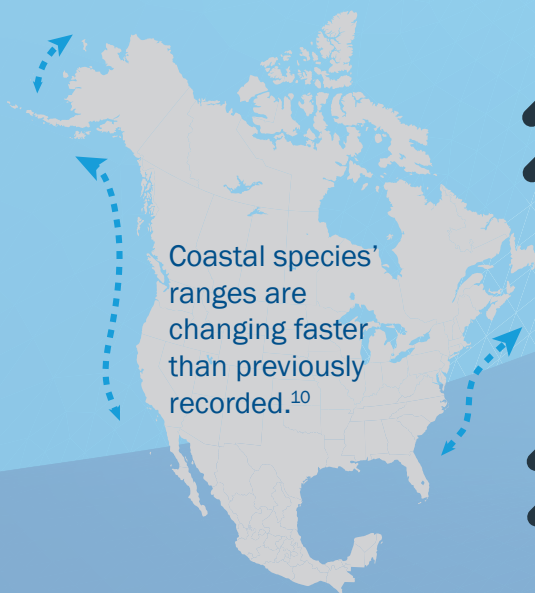 Coastal species'
ranges are
changing faster
than previously
recorded.10